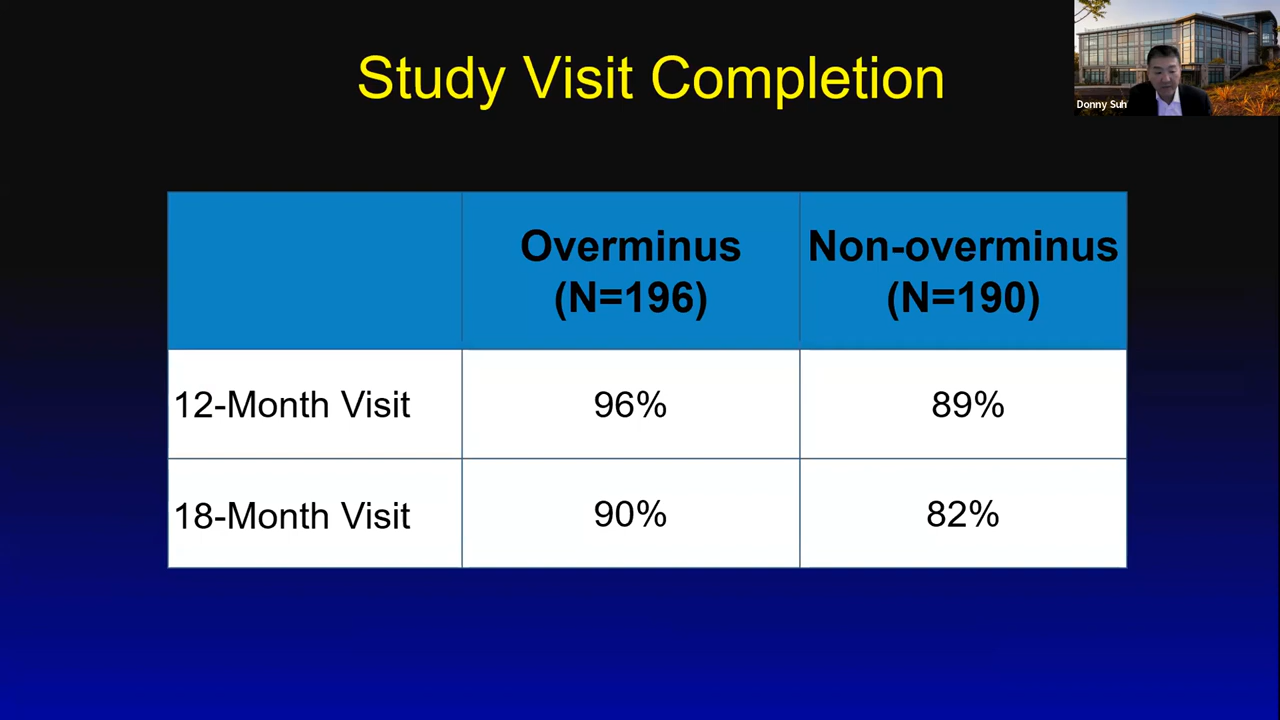 Study Visit Completion
Donny Suh
Overminus
(N=196)
Non-overminus
(N=190)
12-Month Visit
96%
89%
18-Month Visit
90%
82%